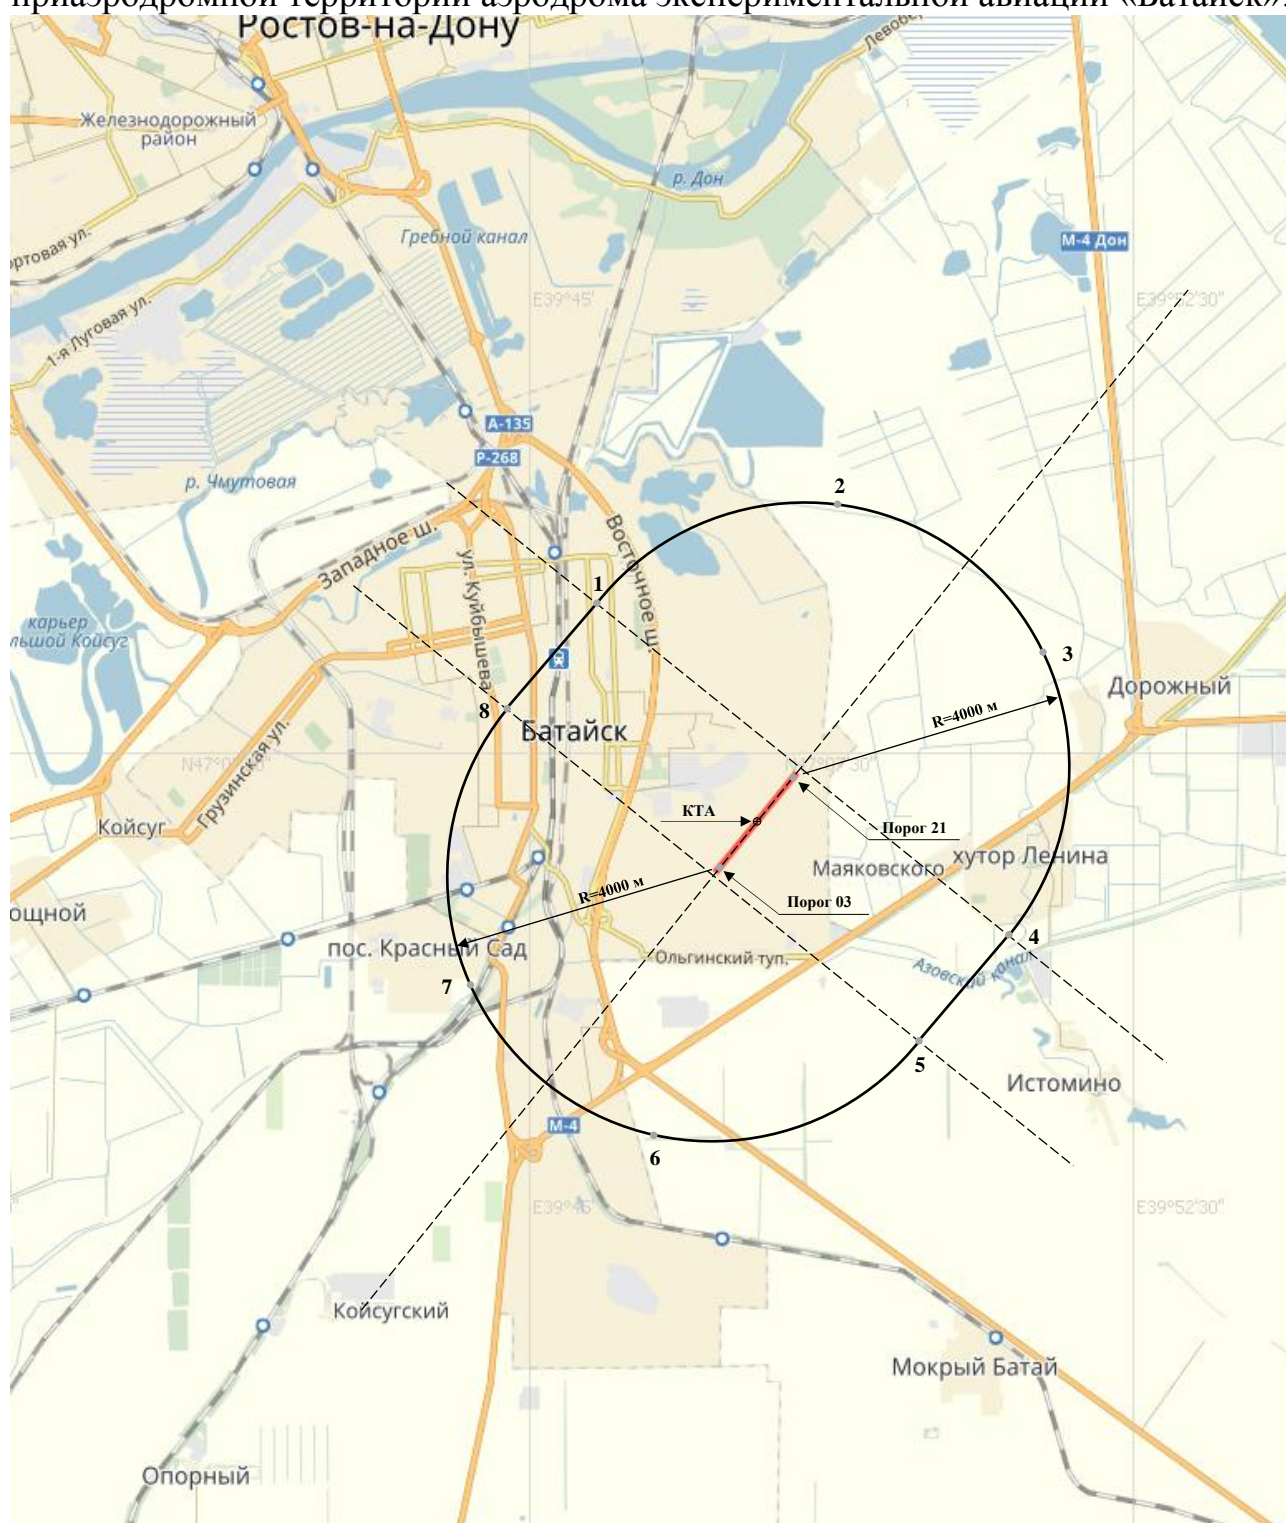 приаэродромной территории аэродрома экспериментальной авиации «Батайск».
Ростов-на-Дону
Левобер
Железнодорожный
район
р. Дон
ортовая ул.
Гребной канал
М-4 Дон
1-я Луговая ул.
E39°45'
E39°52'30"
А-135
Р-268
р. Чмутовая
2
Западное ш.
ул. Куйбышева
Восточное ш.
1
карьер
льшой Койсуг
3
Дорожный
8
Батайск
R=4000 м
Грузинская ул.
КТА
Порог 21
Койсуг
Маяковского
хутор Ленина
R=4000 м
Порог 03
ощной
пос. Красный Сад
Ольгинский туп.
4
Азовский канал
7
5
Истомино
М-4
6
E39°45'
E39°52'30"
Койсугский
Мокрый Батай
Опорный